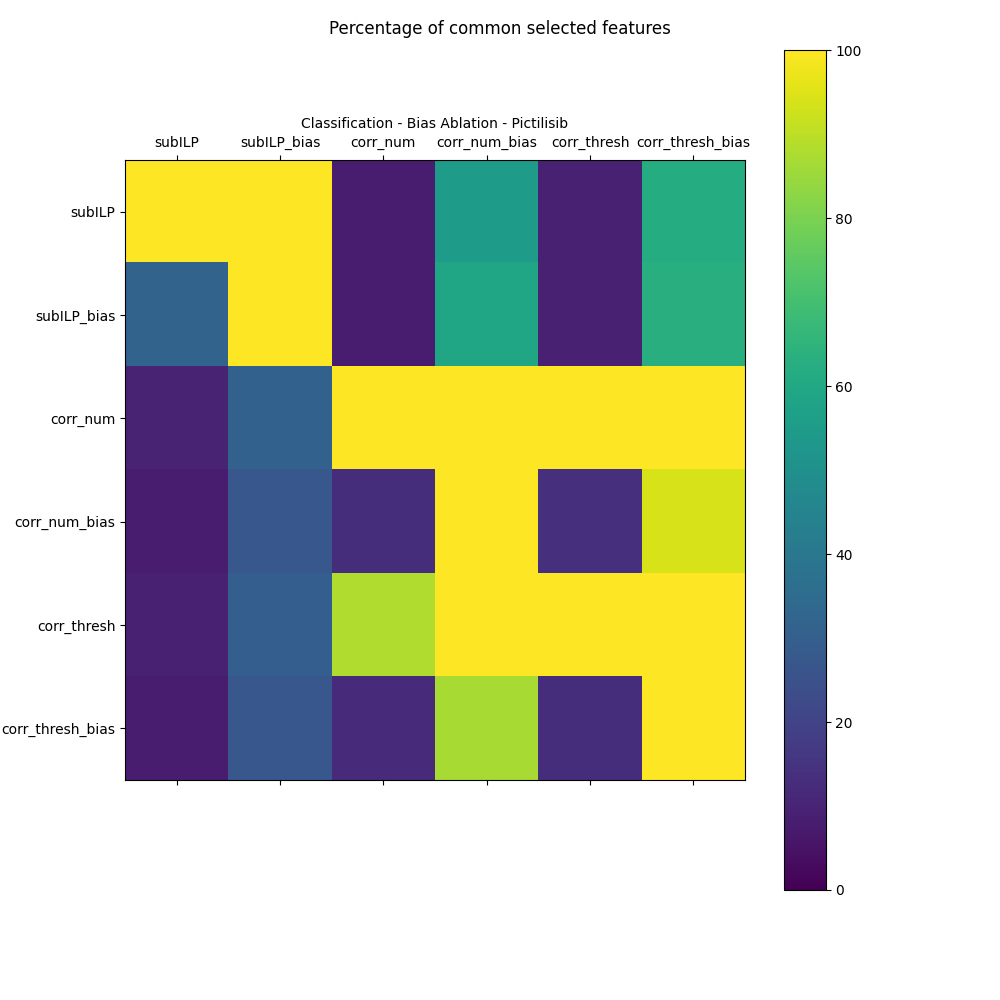 Percentage of common selected features
Classification - Bias Ablation - Pictilisib
subILP subILP_bias corr_num corr_num_bias corr_thresh corr_thresh_bias
subILP
subILP_bias
corr_num
corr_num_bias
corr_thresh
corr_thresh_bias
100
80
60
40
20
0